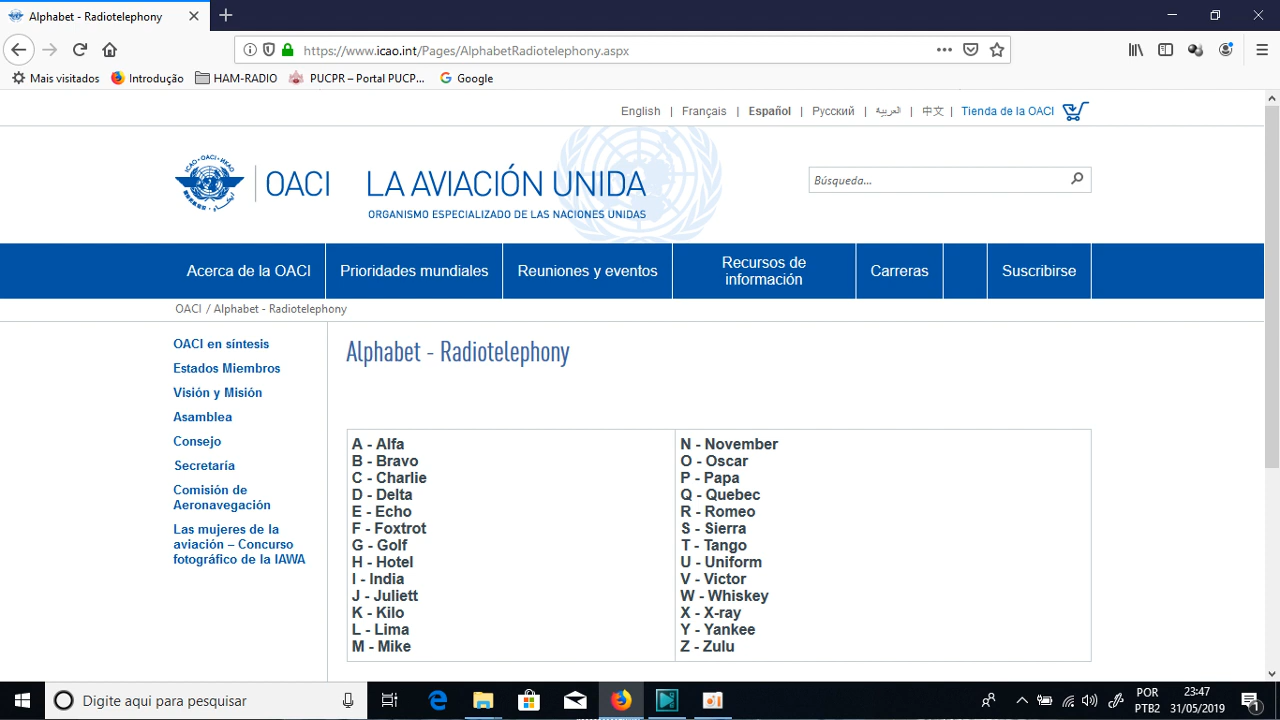 Alphabet - Radiotelephony
https://www.icao.int/Pages/AlphabetRadiotelephony.aspx
Mais visitados
Introdução
HAM-RADIO
PUCPR – Portal PUCP...
Google
English | Français | Español | Русский | العربية | 中文 | Tienda de la OACI
ICAO · OACI · ИКАО
OACI
LA AVIACIÓN UNIDA
ORGANISMO ESPECIALIZADO DE LAS NACIONES UNIDAS
Búsqueda...
Acerca de la OACI
Prioridades mundiales
Reuniones y eventos
Recursos de
información
Carreras
Suscribirse
OACI / Alphabet - Radiotelephony
OACI en síntesis
Estados Miembros
Visión y Misión
Asamblea
Consejo
Secretaría
Comisión de
Aeronavegación
Las mujeres de la
aviación – Concurso
fotográfico de la IAWA
Alphabet - Radiotelephony
A - Alfa
B - Bravo
C - Charlie
D - Delta
E - Echo
F - Foxtrot
G - Golf
H - Hotel
I - India
J - Juliett
K - Kilo
L - Lima
M - Mike
N - November
O - Oscar
P - Papa
Q - Quebec
R - Romeo
S - Sierra
T - Tango
U - Uniform
V - Victor
W - Whiskey
X - X-ray
Y - Yankee
Z - Zulu
Digite aqui para pesquisar
POR
PTB2
23:47
31/05/2019
1